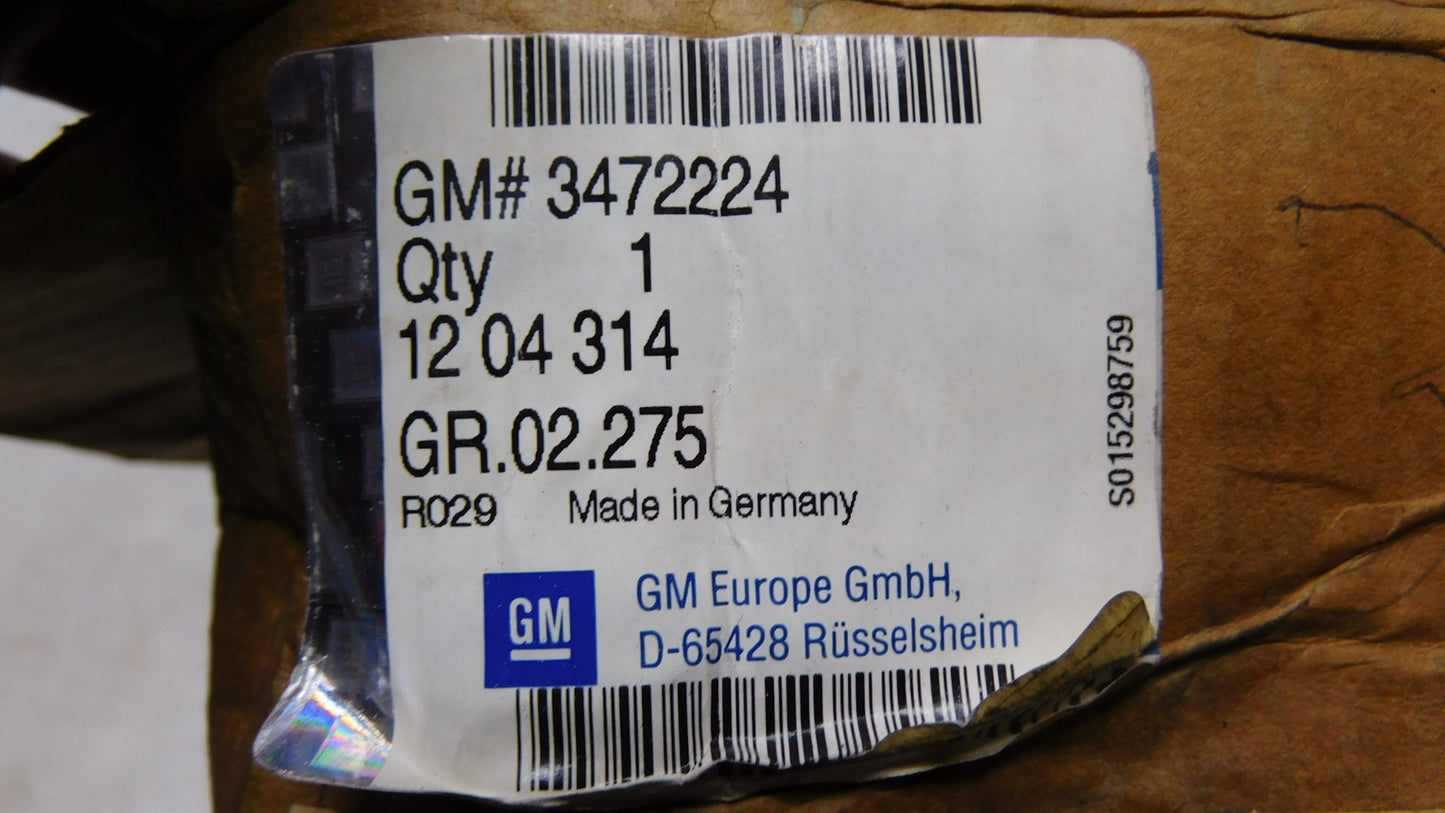 GM# 3472224
Qty 1
12 04 314
GR.02.275
R029 Made in Germany
GM
GM Europe GmbH,
D-65428 Rüsselsheim
S015298759